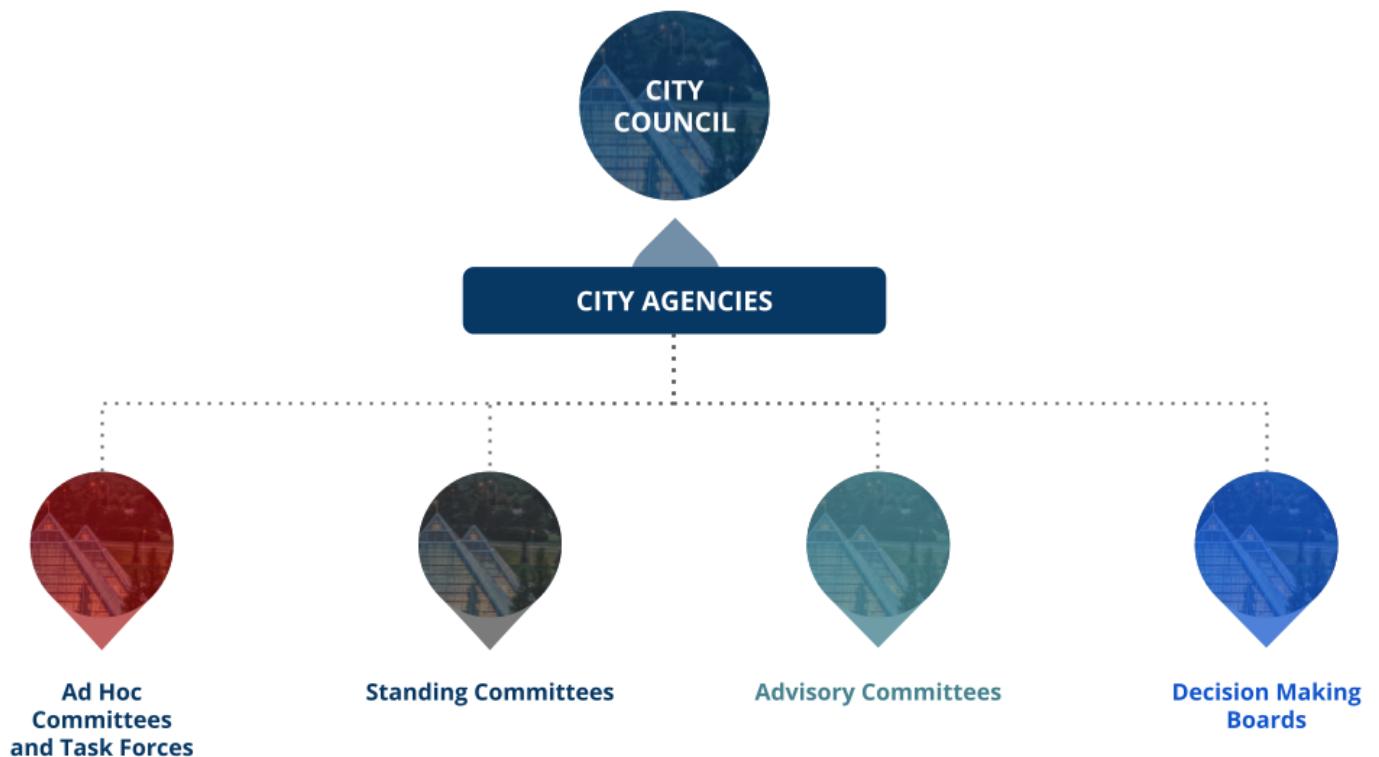 CITY
COUNCIL
CITY AGENCIES
Ad Hoc
Committees
and Task Forces
Standing Committees
Advisory Committees
Decision Making
Boards